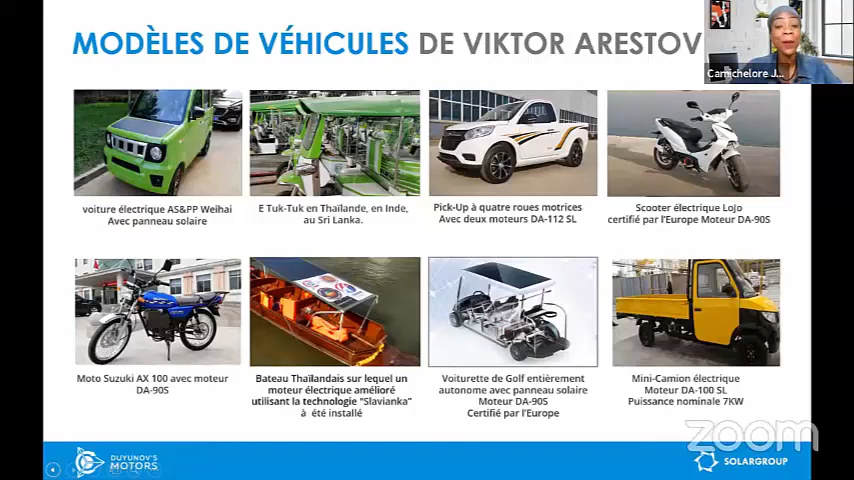 MODÈLES DE VÉHICULES DE VIKTOR ARESTOV
Camichelore J...
voiture électrique AS&PP Weihai
Avec panneau solaire
E Tuk-Tuk en Thaïlande, en Inde,
au Sri Lanka.
Pick-Up à quatre roues motrices
Avec deux moteurs DA-112 SL
Scooter électrique LoJo
certifié par l'Europe Moteur DA-90S
Moto Suzuki AX 100 avec moteur
DA-90S
Bateau Thaïlandais sur lequel un
moteur électrique amélioré
utilisant la technologie "Slavianka"
à été installé
Voiturette de Golf entièrement
autonome avec panneau solaire
Moteur DA-90S
Certifié par l'Europe
Mini-Camion électrique
Moteur DA-100 SL
Puissance nominale 7KW
zoom
DUYUNOV'S
MOTORS
SOLARGROUP